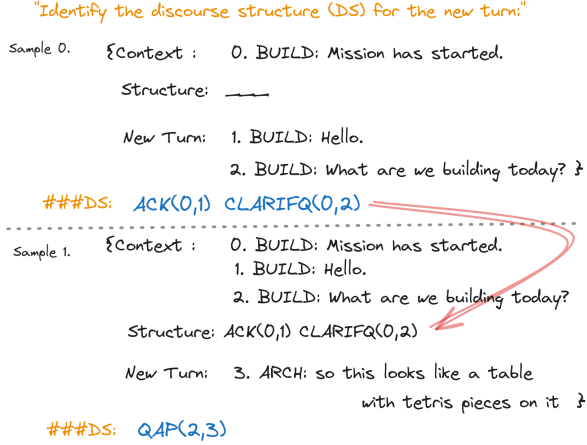 "Identify the discourse structure (DS) for the new turn:"
Sample 0. {Context : 0. BUILD: Mission has started.
Structure: ___
New Turn: 1. BUILD: Hello.
2. BUILD: What are we building today? }
###DS: ACK(0,1) CLARIFQ(0,2)
Sample 1. {Context : 0. BUILD: Mission has started.
1. BUILD: Hello.
2. BUILD: What are we building today?
Structure: ACK(0,1) CLARIFQ(0,2)
New Turn: 3. ARCH: so this looks like a table
with tetris pieces on it }
###DS: QAP(2,3)